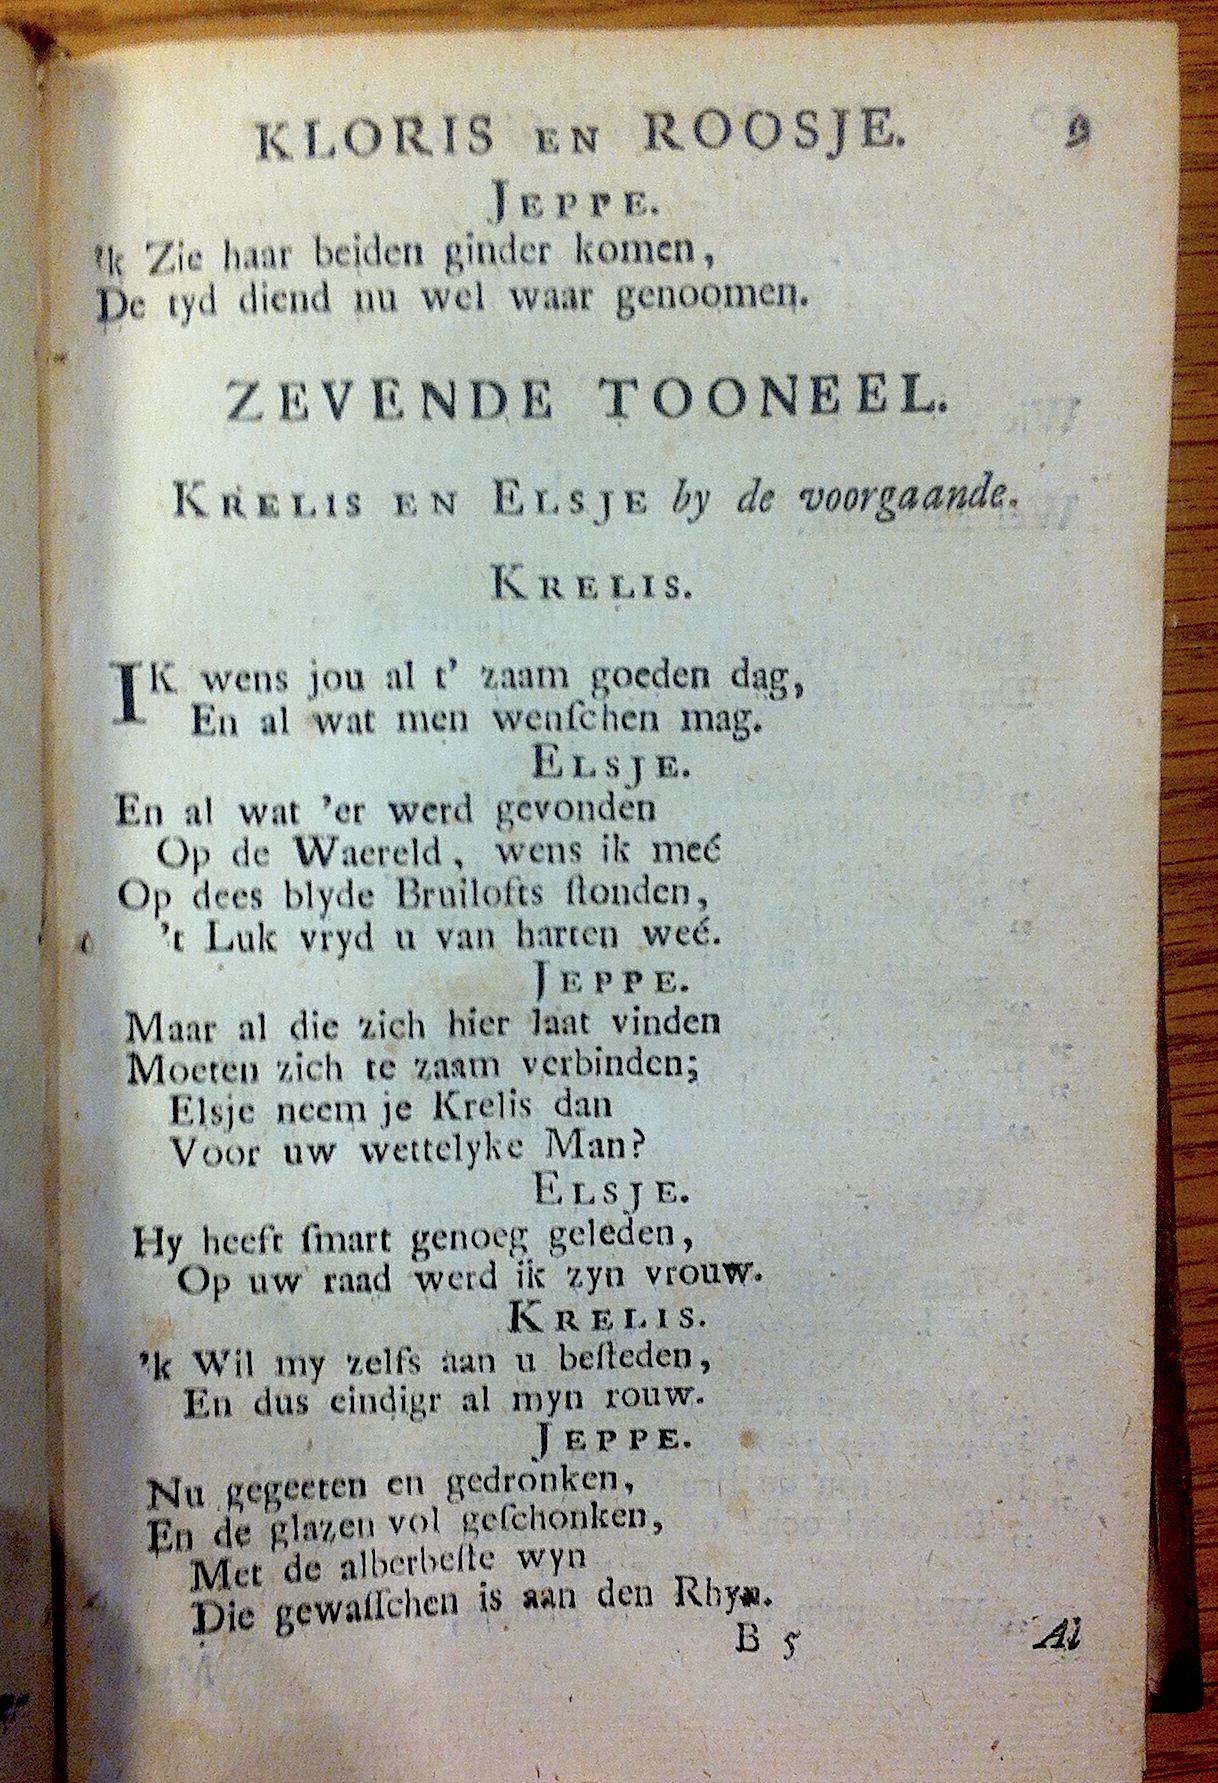 KLORIS EN ROOSJE. 9
JEPPE.
'k Zie haar beiden ginder komen,
De tyd diend nu wel waar genoomen.
ZEVENDE TOONEEL.
KRELIS EN ELSJE by de voorgaande.
KRELIS.
IK wens jou al t' zaam goeden dag,
En al wat men wenſchen mag.
ELSJE.
En al wat 'er werd gevonden
Op de Waereld, wens ik meé
Op dees blyde Bruilofts ſtonden,
't Luk vryd u van harten weé.
JEPPE.
Maar al die zich hier laat vinden
Moeten zich te zaam verbinden;
Elsje neem je Krelis dan
Voor uw wettelyke Man?
ELSJE.
Hy heeft ſmart genoeg geleden,
Op uw raad werd ik zyn vrouw.
KRELIS.
'k Wil my zelfs aan u beſteden,
En dus eindigt al myn rouw.
JEPPE.
Nu gegeeten en gedronken,
En de glazen vol geſchonken,
Met de alberbeſte wyn
Die gewaſſchen is aan den Rhyn.
B 5 Al